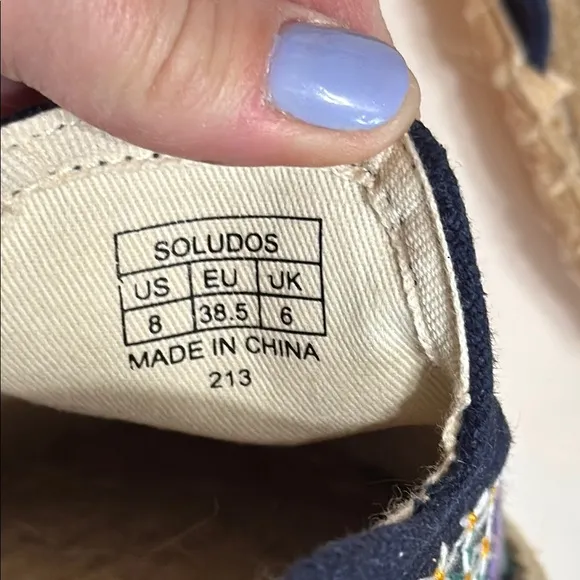 SOLUDOS
US EU UK
8 38.5 6
MADE IN CHINA
213